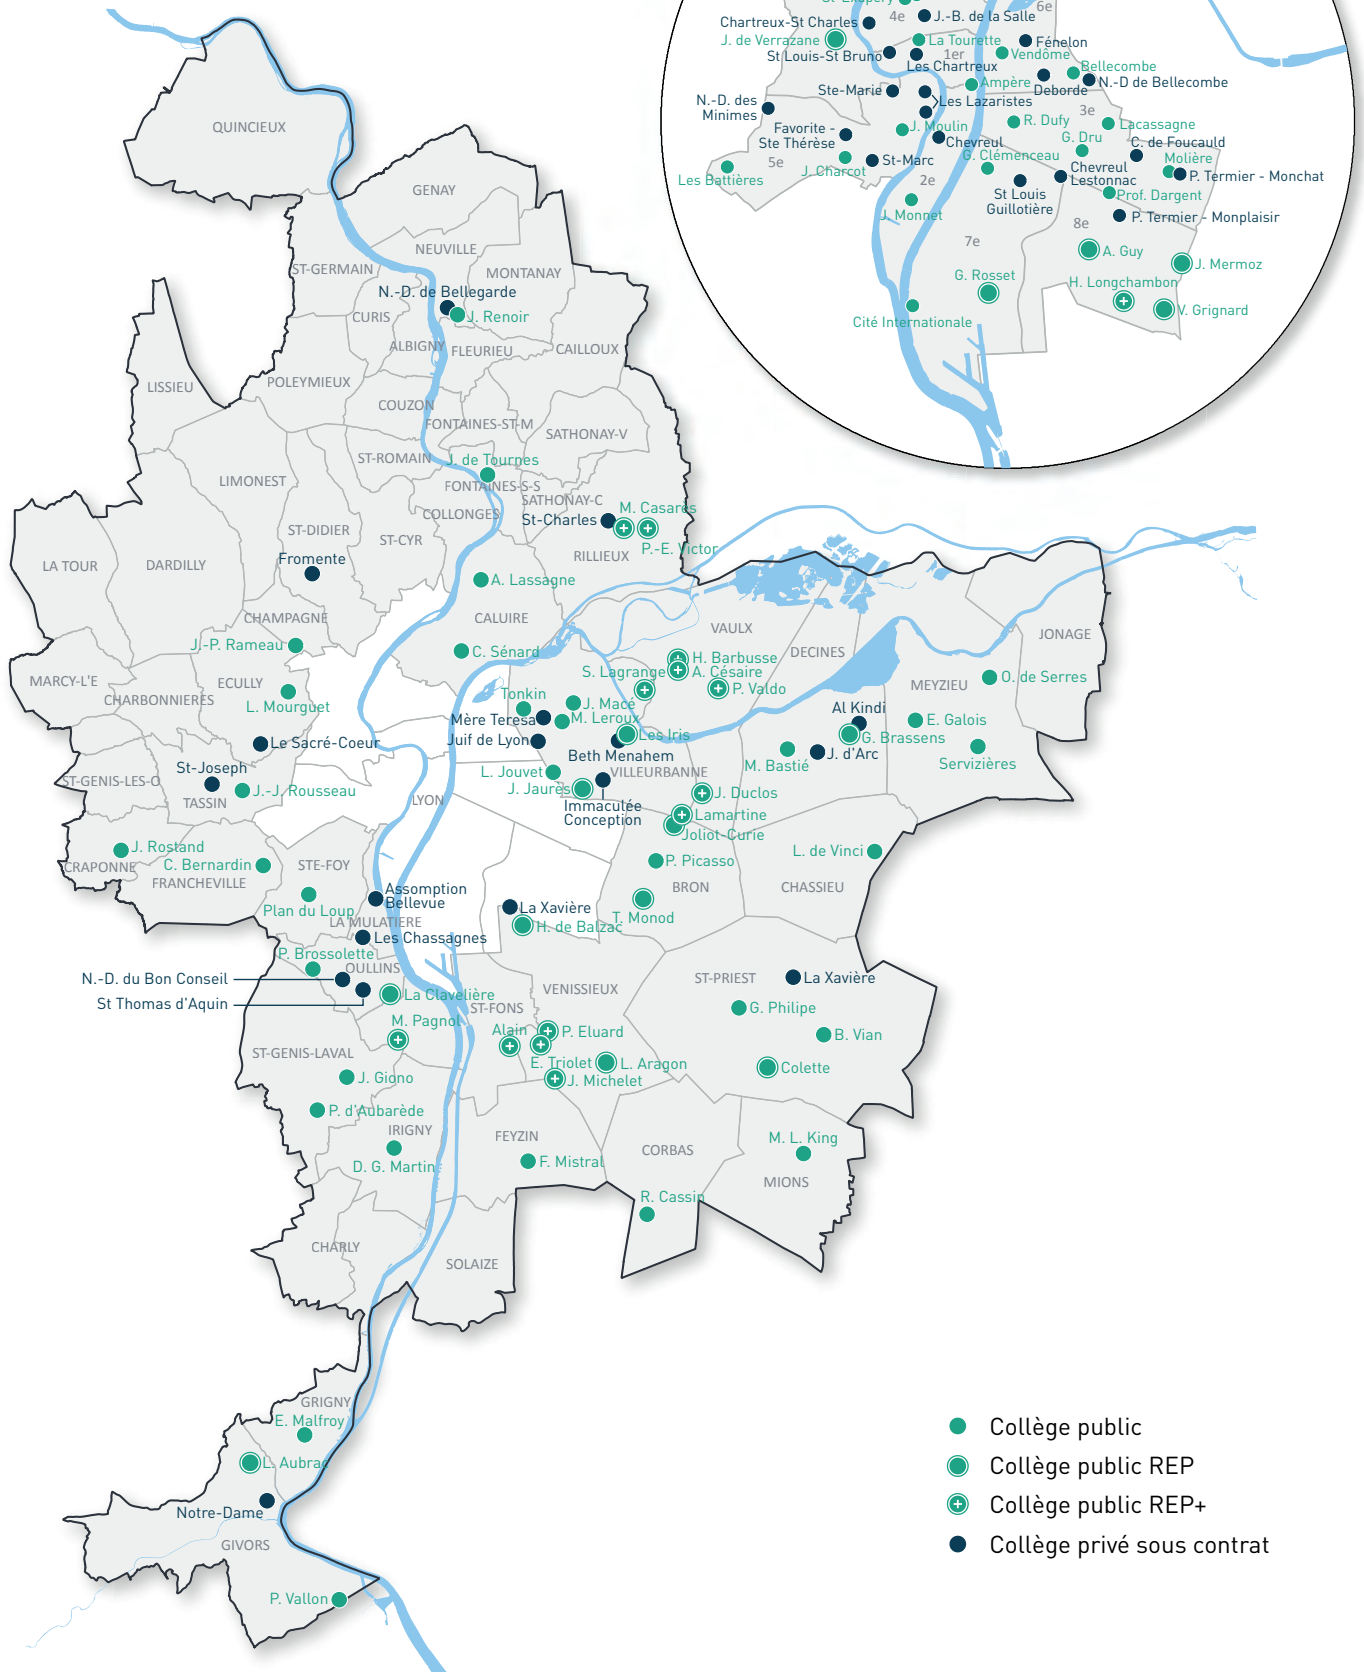 6e
4e
J.-B. de la Salle
Chartreux-St Charles
J. de Verrazane
La Tourette
Fénelon
1er
Vendôme
St Louis-St Bruno
Les Chartreux
Bellecombe
Ampère
Deborde
N.-D de Bellecombe
Ste-Marie
Les Lazaristes
N.-D. des
Minimes
3e
J. Moulin
R. Dufy
Lacassagne
Favorite -
Ste Thérèse
Chevreul
G. Dru
C. de Foucauld
5e
J. Charcot
St-Marc
G. Clémenceau
Molière
Les Battières
2e
Chevreul
Lestonnac
P. Termier - Monchat
St Louis
Guillotière
Prof. Dargent
J. Monnet
P. Termier - Monplaisir
8e
7e
A. Guy
J. Mermoz
G. Rosset
H. Longchambon
V. Grignard
Cité Internationale
QUINCIEUX
GENAY
NEUVILLE
ST-GERMAIN
MONTANAY
N.-D. de Bellegarde
J. Renoir
CURIS
ALBIGNY
FLEURIEU
CAILLOUX
LISSIEU
POLEYMIEUX
COUZON
FONTAINES-ST-M
SATHONAY-V
ST-ROMAIN
J. de Tournes
LIMONEST
FONTAINES-S-S
SATHONAY-C
COLLONGES
M. Casarès
St-Charles
ST-DIDIER
ST-CYR
P.-E. Victor
Fromente
RILLIEUX
LA TOUR
DARDILLY
A. Lassagne
CHAMPAGNE
CALUIRE
VAULX
JONAGE
J.-P. Rameau
C. Sénard
DECINES
H. Barbusse
S. Lagrange
A. Césaire
MARCY-L'E
ECULLY
O. de Serres
CHARBONNIERES
P. Valdo
MEYZIEU
L. Mourguet
Tonkin
J. Macé
Al Kindi
Mère Teresa
M. Leroux
E. Galois
Les Iris
G. Brassens
Juif de Lyon
Le Sacré-Coeur
Beth Menahem
M. Bastié
J. d'Arc
Servizières
St-Joseph
L. Jouvet
VILLEURBANNE
ST-GENIS-LES-O
J. Jaurès
J.-J. Rousseau
J. Duclos
TASSIN
LYON
Immaculée
Conception
Lamartine
Joliot-Curie
J. Rostand
L. de Vinci
CRAPONNE
C. Bernardin
STE-FOY
P. Picasso
FRANCHEVILLE
Assomption
Bellevue
BRON
CHASSIEU
Plan du Loup
La Xavière
LA MULATIERE
H. de Balzac
T. Monod
Les Chassagnes
P. Brossolette
OULLINS
N.-D. du Bon Conseil
ST-PRIEST
La Xavière
La Clavelière
VENISSIEUX
St Thomas d'Aquin
ST-FONS
G. Philipe
M. Pagnol
Alain
P. Eluard
B. Vian
ST-GENIS-LAVAL
E. Triolet
L. Aragon
Colette
J. Giono
J. Michelet
P. d'Aubarède
IRIGNY
FEYZIN
M. L. King
CORBAS
F. Mistral
D. G. Martin
MIONS
R. Cassin
CHARLY
SOLAIZE
GRIGNY
E. Malfroy
Collège public
L. Aubrac
Collège public REP
Notre-Dame
Collège public REP+
GIVORS
Collège privé sous contrat
P. Vallon